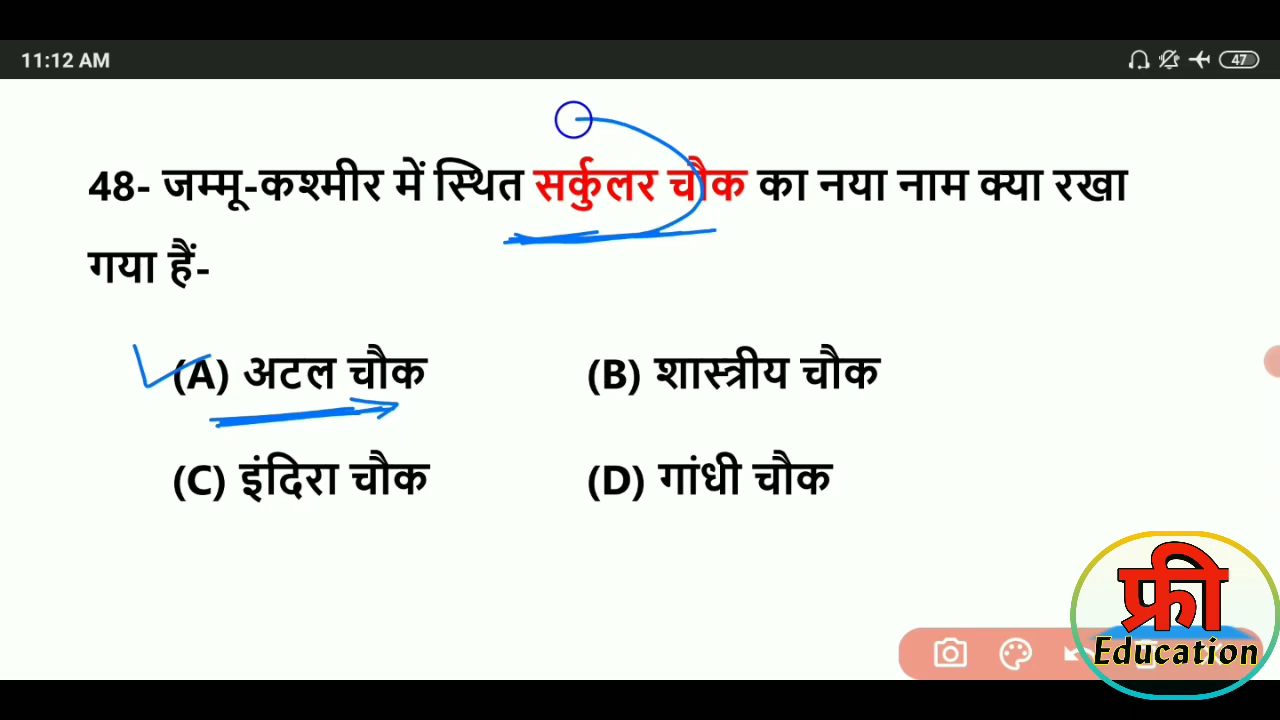 11:12 AM
47
48- जम्मू-कश्मीर में स्थित सर्कुलर चौक का नया नाम क्या रखा
गया हैं-
(A) अटल चौक (B) शास्त्रीय चौक
(C) इंदिरा चौक (D) गांधी चौक
फ्री
Education